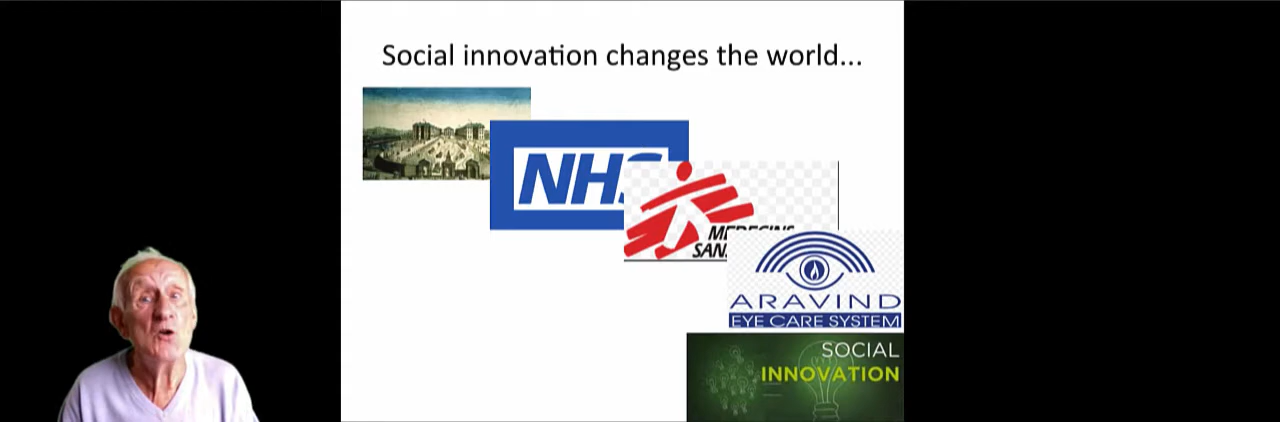 Social innovation changes the world...
NHS
MEDECINS
SAN
ARAVIND
EYE CARE SYSTEM
SOCIAL
INNOVATION